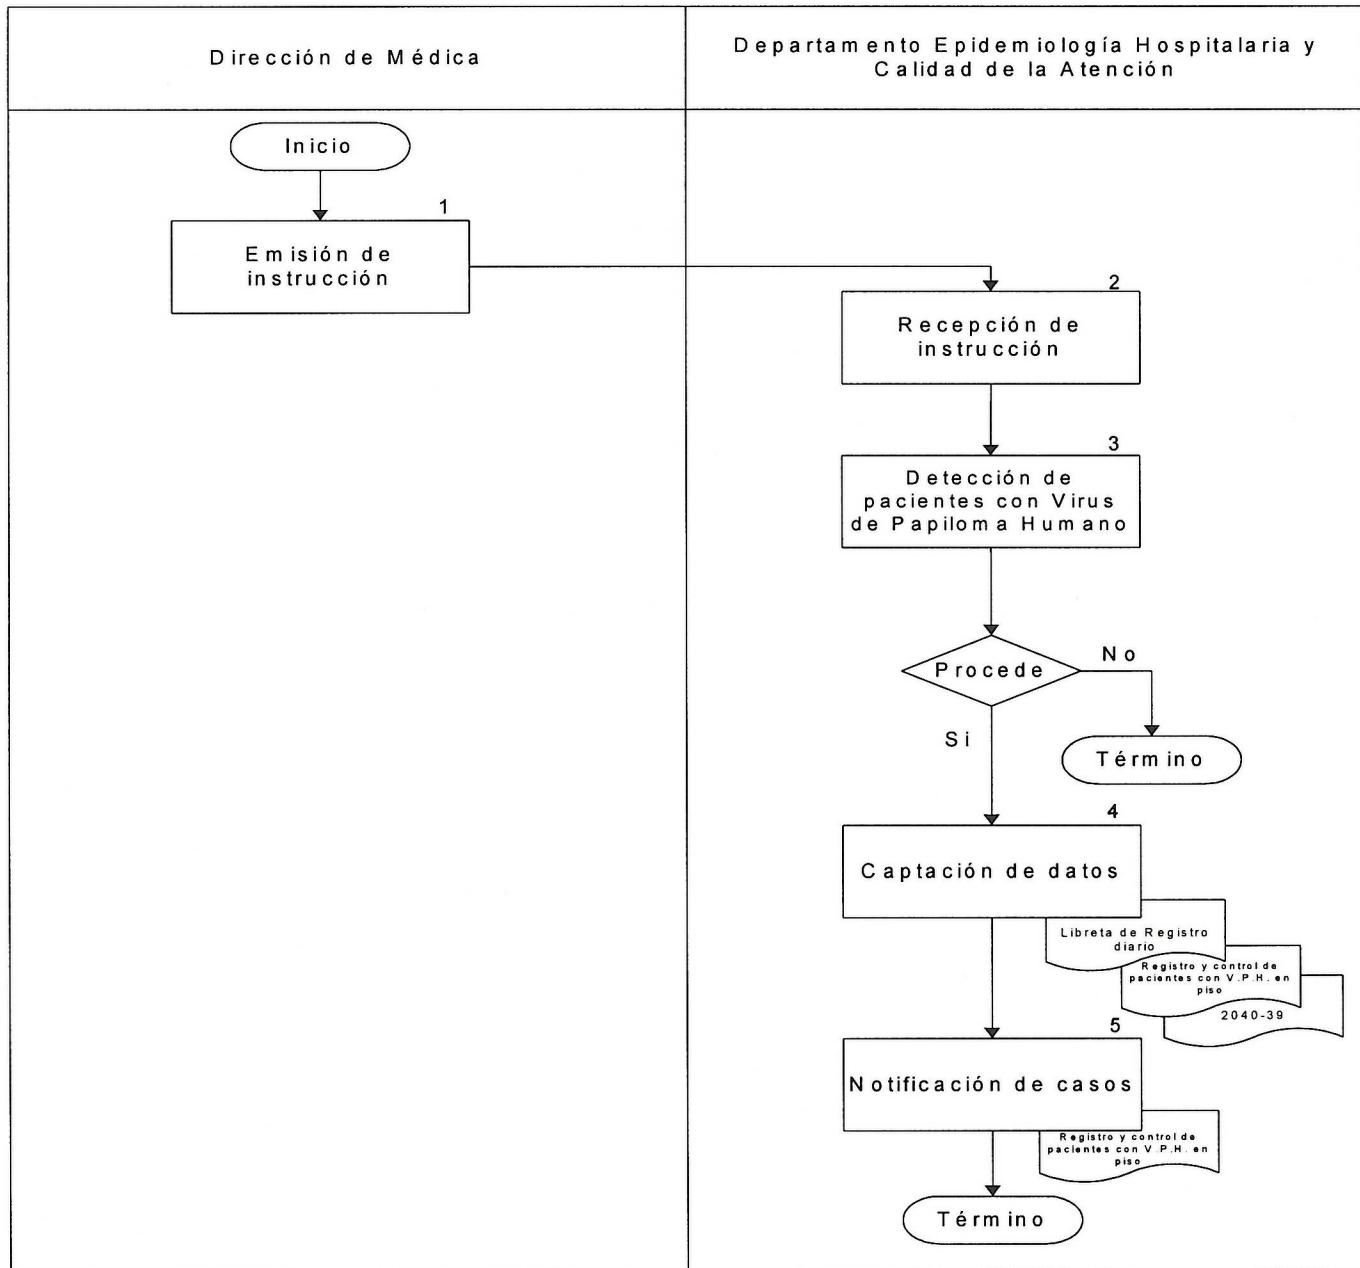 Dirección de Médica
Departamento Epidemiología Hospitalaria y
Calidad de la Atención
Inicio
1
Emisión de
instrucción
2
Recepción de
instrucción
3
Detección de
pacientes con Virus
de Papiloma Humano
Procede
No
Si
Término
4
Captación de datos
Libreta de Registro
diario
Registro y control de
pacientes con V.P.H. en
piso
2040-39
5
Notificación de casos
Registro y control de
pacientes con V.P.H. en
piso
Término